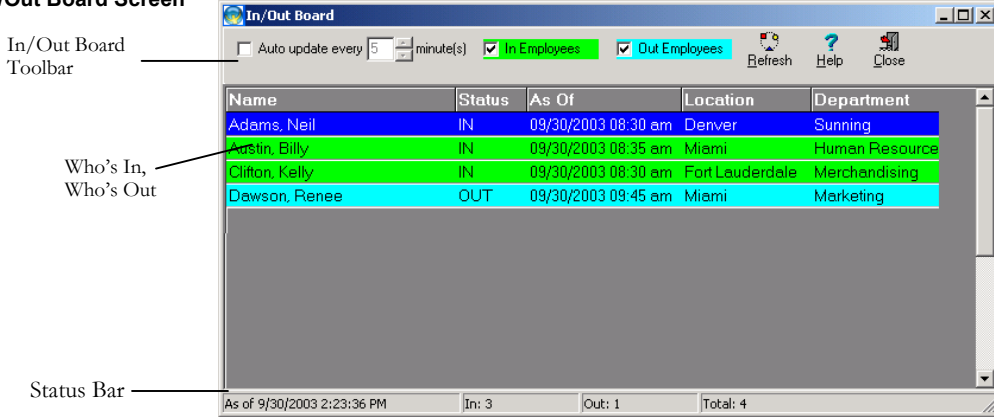 /Out Board Screen
In/Out Board
Toolbar
Who's In,
Who's Out
Status Bar
In/Out Board
Auto update every 5 minute(s) In Employees Out Employees Refresh Help Close
Name Status As Of Location Department
Adams, Neil IN 09/30/2003 08:30 am Denver Sunning
Austin, Billy IN 09/30/2003 08:35 am Miami Human Resource
Clifton, Kelly IN 09/30/2003 08:30 am Fort Lauderdale Merchandising
Dawson, Renee OUT 09/30/2003 09:45 am Miami Marketing
As of 9/30/2003 2:23:36 PM In: 3 Out: 1 Total: 4